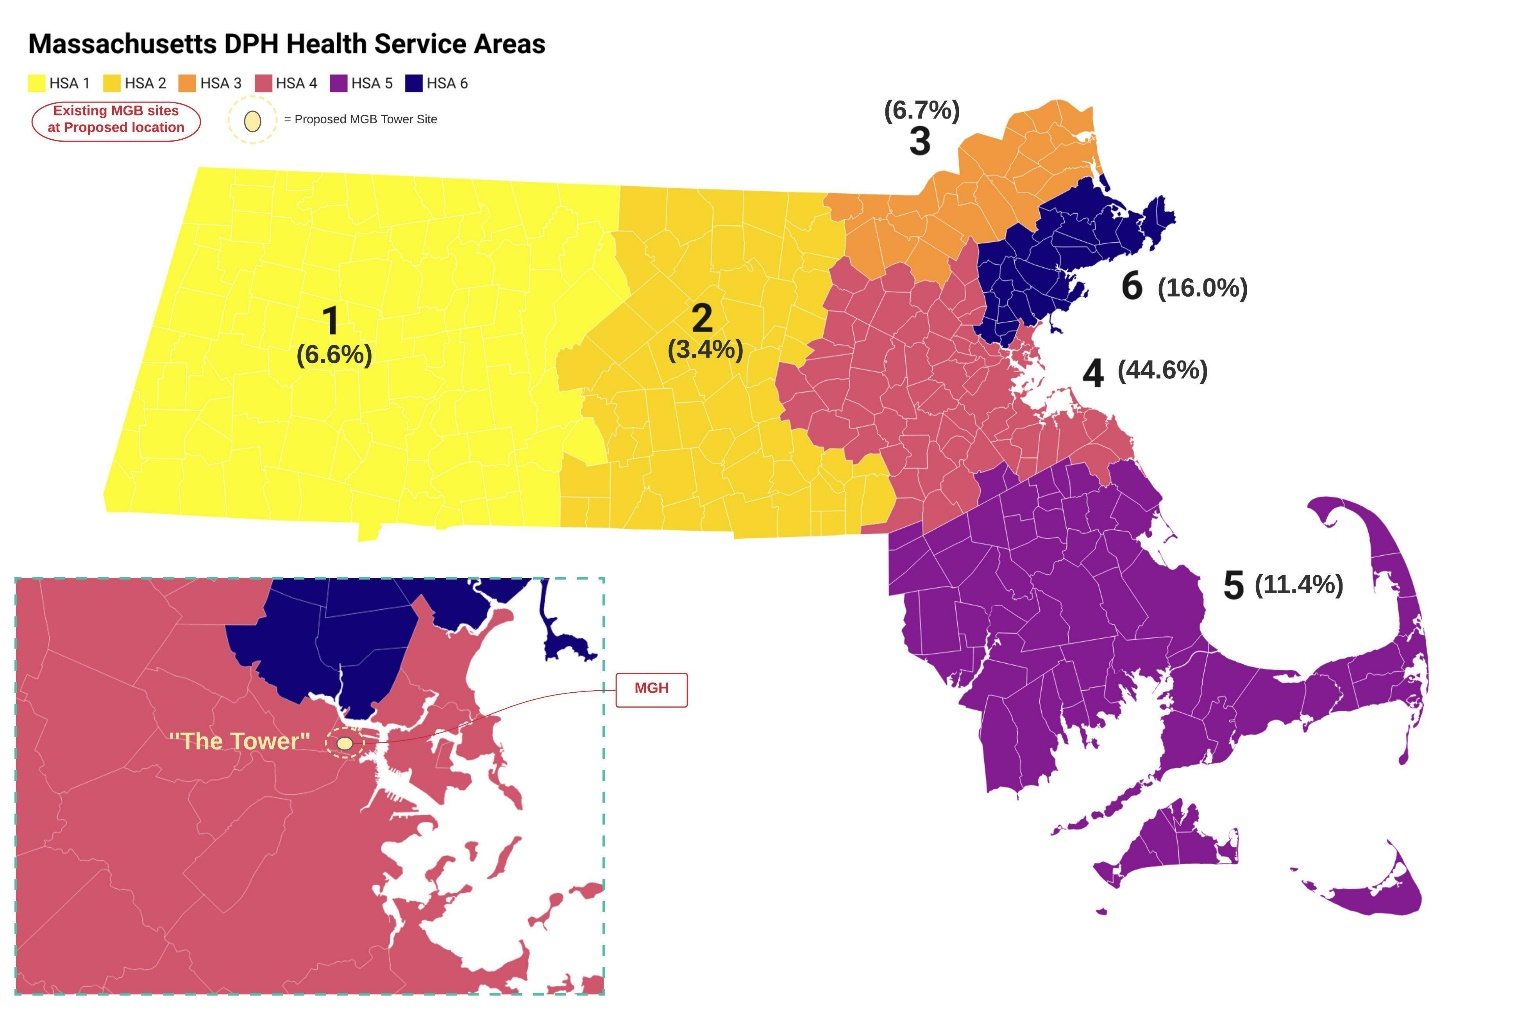 Massachusetts DPH Health Service Areas
HSA 1 HSA 2 HSA 3 HSA 4 HSA 5 HSA 6
Existing MGB sites
at Proposed location
= Proposed MGB Tower Site
(6.7%)
3
1
(6.6%)
2
(3.4%)
6 (16.0%)
4 (44.6%)
5 (11.4%)
MGH
"The Tower"